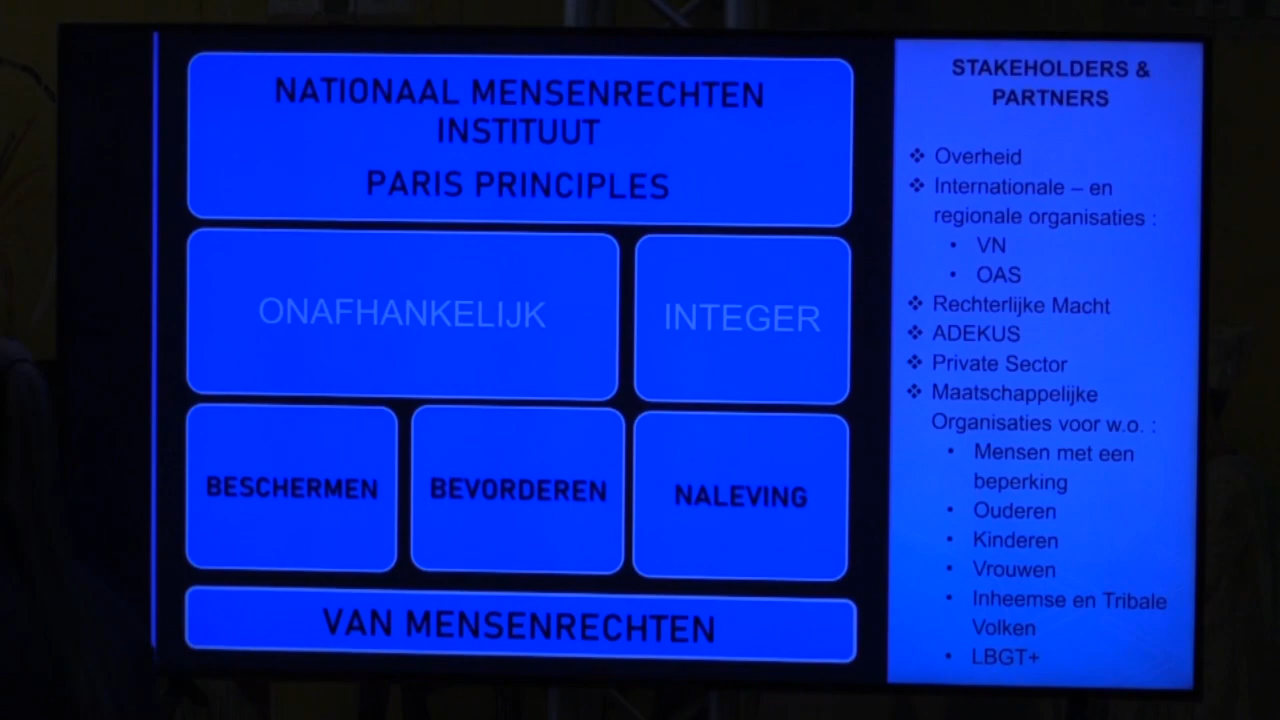 NATIONAAL MENSENRECHTEN
INSTITUUT
PARIS PRINCIPLES
ONAFHANKELIJK
INTEGER
BESCHERMEN
BEVORDEREN
NALEVING
VAN MENSENRECHTEN
STAKEHOLDERS &
PARTNERS
❖ Overheid
❖ Internationale – en
regionale organisaties :
• VN
• OAS
❖ Rechterlijke Macht
❖ ADEKUS
❖ Private Sector
❖ Maatschappelijke
Organisaties voor w.o. :
• Mensen met een
beperking
• Ouderen
• Kinderen
• Vrouwen
• Inheemse en Tribale
Volken
• LBGT+